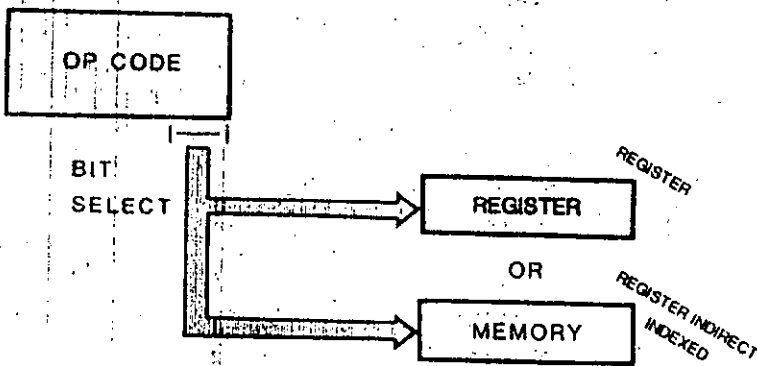 OP CODE
BIT
SELECT
REGISTER
REGISTER
OR
REGISTER INDIRECT
INDEXED
MEMORY